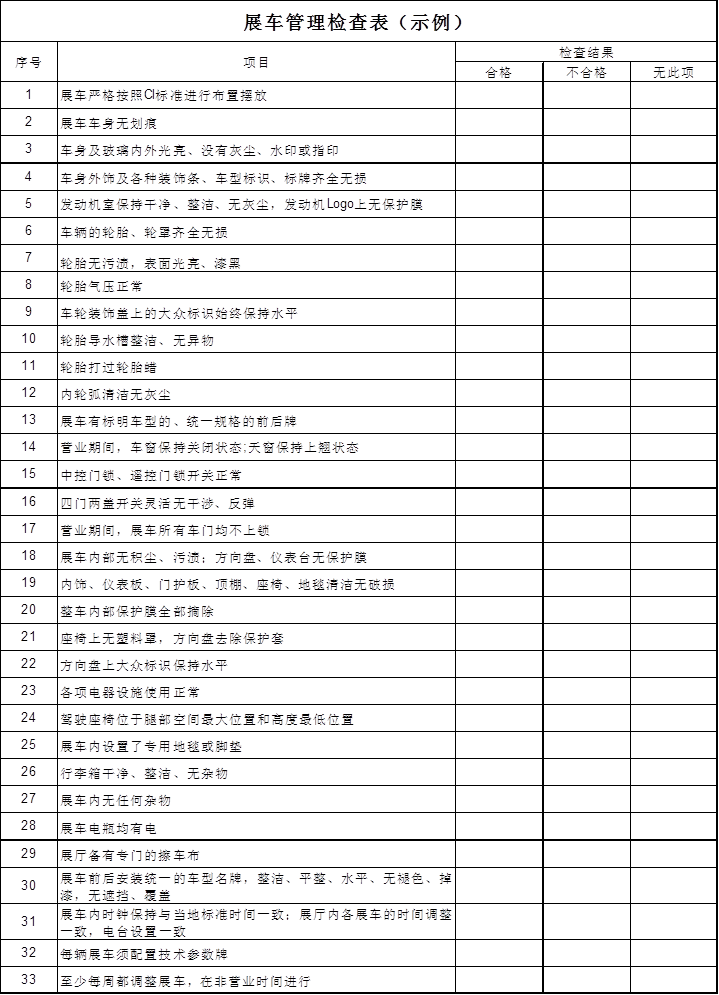 展车管理检查表（示例）
序号 项目 检查结果
合格 不合格 无此项
1 展车严格按照CI标准进行布置摆放
2 展车车身无划痕
3 车身及玻璃内外光亮、没有灰尘、水印或指印
4 车身外饰及各种装饰条、车型标识、标牌齐全无损
5 发动机室保持干净、整洁、无灰尘，发动机Logo上无保护膜
6 车辆的轮胎、轮罩齐全无损
7 轮胎无污渍，表面光亮、漆黑
8 轮胎气压正常
9 车轮装饰盖上的大众标识始终保持水平
10 轮胎导水槽整洁、无异物
11 轮胎打过轮胎蜡
12 内轮弧清洁无灰尘
13 展车有标明车型的、统一规格的前后牌
14 营业期间，车窗保持关闭状态;天窗保持上翘状态
15 中控门锁、遥控门锁开关正常
16 四门两盖开关灵活无干涉、反弹
17 营业期间，展车所有车门均不上锁
18 展车内部无积尘、污渍；方向盘、仪表台无保护膜
19 内饰、仪表板、门护板、顶棚、座椅、地毯清洁无破损
20 整车内部保护膜全部摘除
21 座椅上无塑料罩，方向盘去除保护套
22 方向盘上大众标识保持水平
23 各项电器设施使用正常
24 驾驶座椅位于腿部空间最大位置和高度最低位置
25 展车内设置了专用地毯或脚垫
26 行李箱干净、整洁、无杂物
27 展车内无任何杂物
28 展车电瓶均有电
29 展厅备有专门的擦车布
30 展车前后安装统一的车型名牌，整洁、平整、水平、无褪色、掉
漆，无遮挡、覆盖
31 展车内时钟保持与当地标准时间一致；展厅内各展车的时间调整
一致，电台设置一致
32 每辆展车须配置技术参数牌
33 至少每周都调整展车，在非营业时间进行